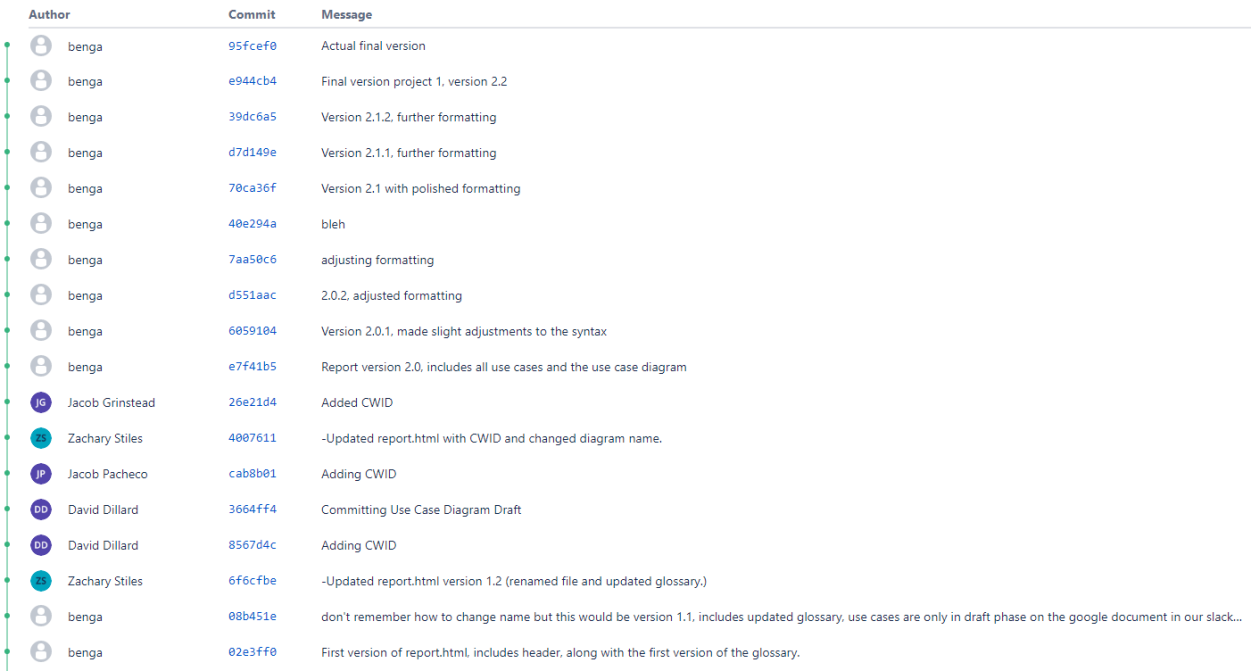 Author Commit Message
benga 95fcef0 Actual final version
benga e944cb4 Final version project 1, version 2.2
benga 39dc6a5 Version 2.1.2, further formatting
benga d7d149e Version 2.1.1, further formatting
benga 70ca36f Version 2.1 with polished formatting
benga 40e294a bleh
benga 7aa50c6 adjusting formatting
benga d551aac 2.0.2, adjusted formatting
benga 6059104 Version 2.0.1, made slight adjustments to the syntax
benga e7f41b5 Report version 2.0, includes all use cases and the use case diagram
JG Jacob Grinstead 26e21d4 Added CWID
ZS Zachary Stiles 4007611 -Updated report.html with CWID and changed diagram name.
JP Jacob Pacheco cab8b01 Adding CWID
DD David Dillard 3664ff4 Committing Use Case Diagram Draft
DD David Dillard 8567d4c Adding CWID
ZS Zachary Stiles 6f6cfbe -Updated report.html version 1.2 (renamed file and updated glossary.)
benga 08b451e don't remember how to change name but this would be version 1.1, includes updated glossary, use cases are only in draft phase on the google document in our slack...
benga 02e3ff0 First version of report.html, includes header, along with the first version of the glossary.